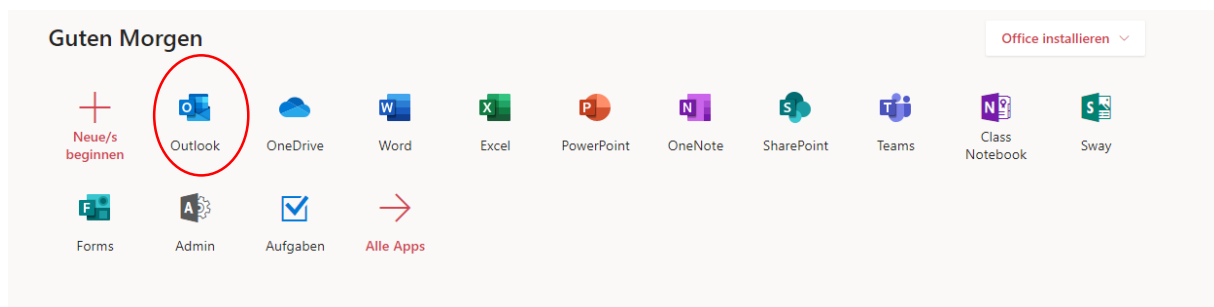 Guten Morgen
Office installieren
Neue/s
beginnen
Outlook
OneDrive
Word
Excel
PowerPoint
OneNote
SharePoint
Teams
Class
Notebook
Sway
Forms
Admin
Aufgaben
Alle Apps